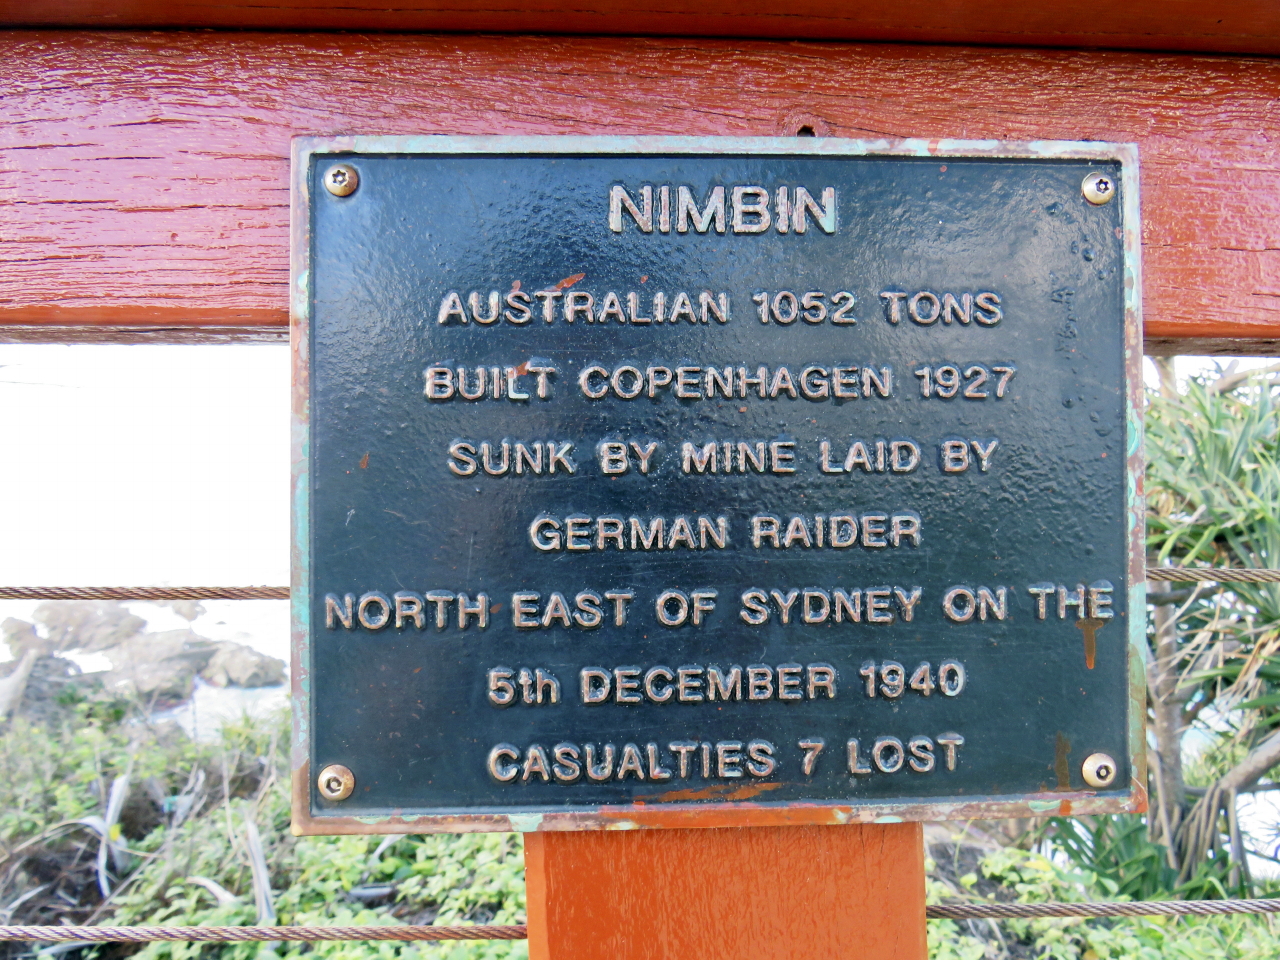 NIMBIN
AUSTRALIAN 1052 TONS
BUILT COPENHAGEN 1927
SUNK BY MINE LAID BY
GERMAN RAIDER
NORTH EAST OF SYDNEY ON THE
5th DECEMBER 1940
CASUALTIES 7 LOST